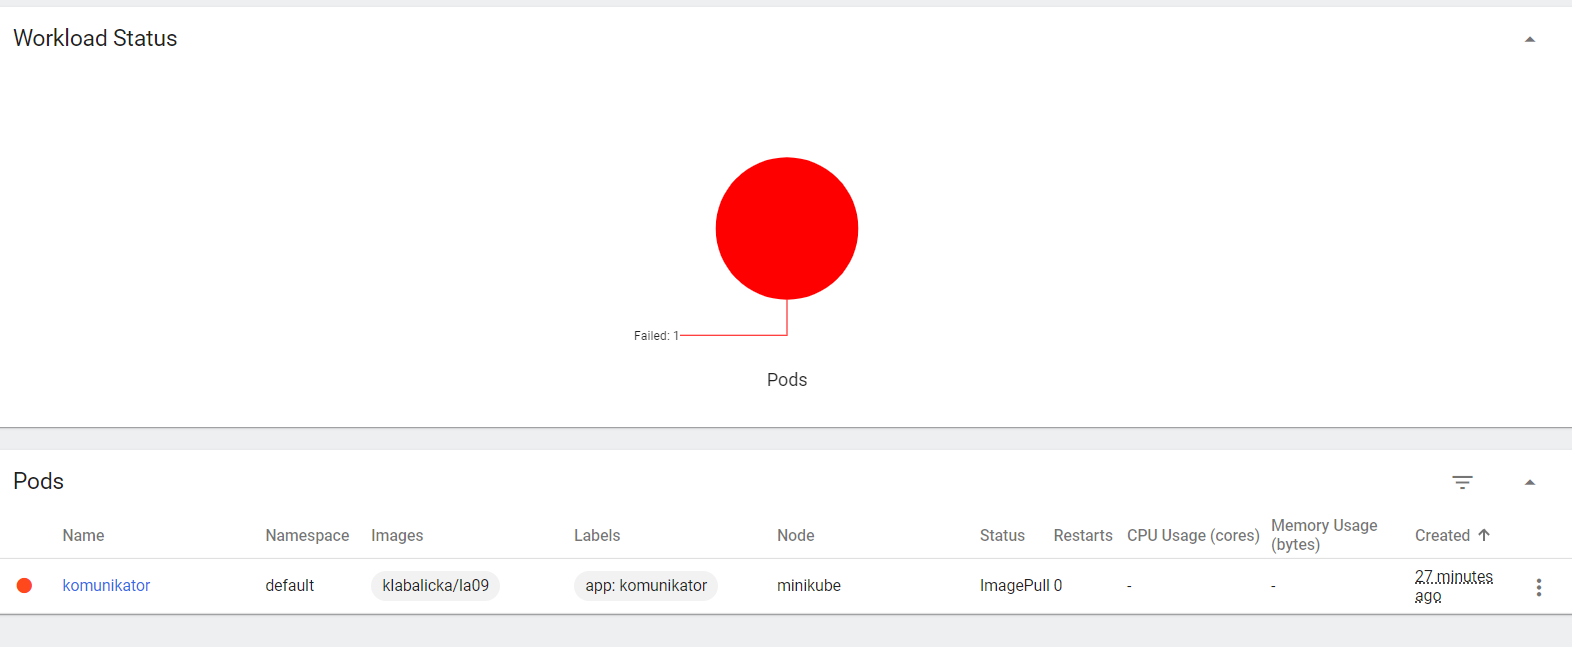 Workload Status
Failed: 1
Pods
Pods
Name Namespace Images Labels Node Status Restarts CPU Usage (cores) Memory Usage (bytes) Created
komunikator default klabalicka/la09 app: komunikator minikube ImagePull 0 - - 27 minutes ago